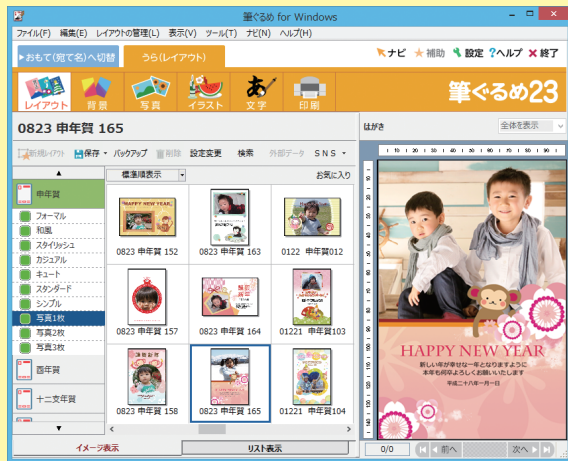 筆ぐるめ for Windows
ファイル(F) 編集(E) レイアウトの管理(L) 表示(V) ツール(T) ナビ(N) ヘルプ(H)
▶おもて(宛て名)へ切替 うら(レイアウト)
ナビ ★補助 設定 ?ヘルプ ×終了
レイアウト 背景 写真 イラスト 文字 印刷
筆ぐるめ23
0823 申年賀 165
はがき 全体を表示
新規レイアウト 保存 バックアップ 削除 設定変更 検索 外部データ SNS
標準順表示 お気に入り
申年賀
フォーマル
和風
スタイリッシュ
カジュアル
キュート
スタンダード
シンプル
写真1枚
写真2枚
写真3枚
酉年賀
十二支年賀
HAPPY NEW YEAR
0823 申年賀 152 0823 申年賀 163 0122 申年賀012
0823 申年賀 157 0823 申年賀 164 01221 申年賀103
0823 申年賀 158 0823 申年賀 165 01221 申年賀104
イメージ表示 リスト表示
HAPPY NEW YEAR
新しい年が幸せな一年となりますように
本年も何卒よろしくお願いいたします
平成二十八年一月一日
0/0 前へ 次へ